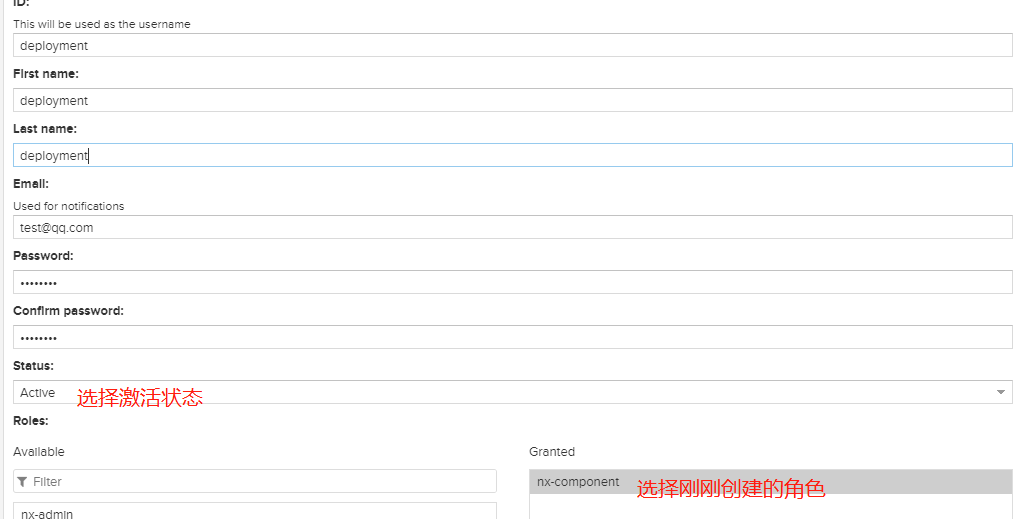 ID:
This will be used as the username
deployment
First name:
deployment
Last name:
deployment
Email:
Used for notifications
test@qq.com
Password:
••••••••
Confirm password:
••••••••
Status:
Active 选择激活状态
Roles:
Available Granted
Filter nx-component 选择刚刚创建的角色
nx-admin